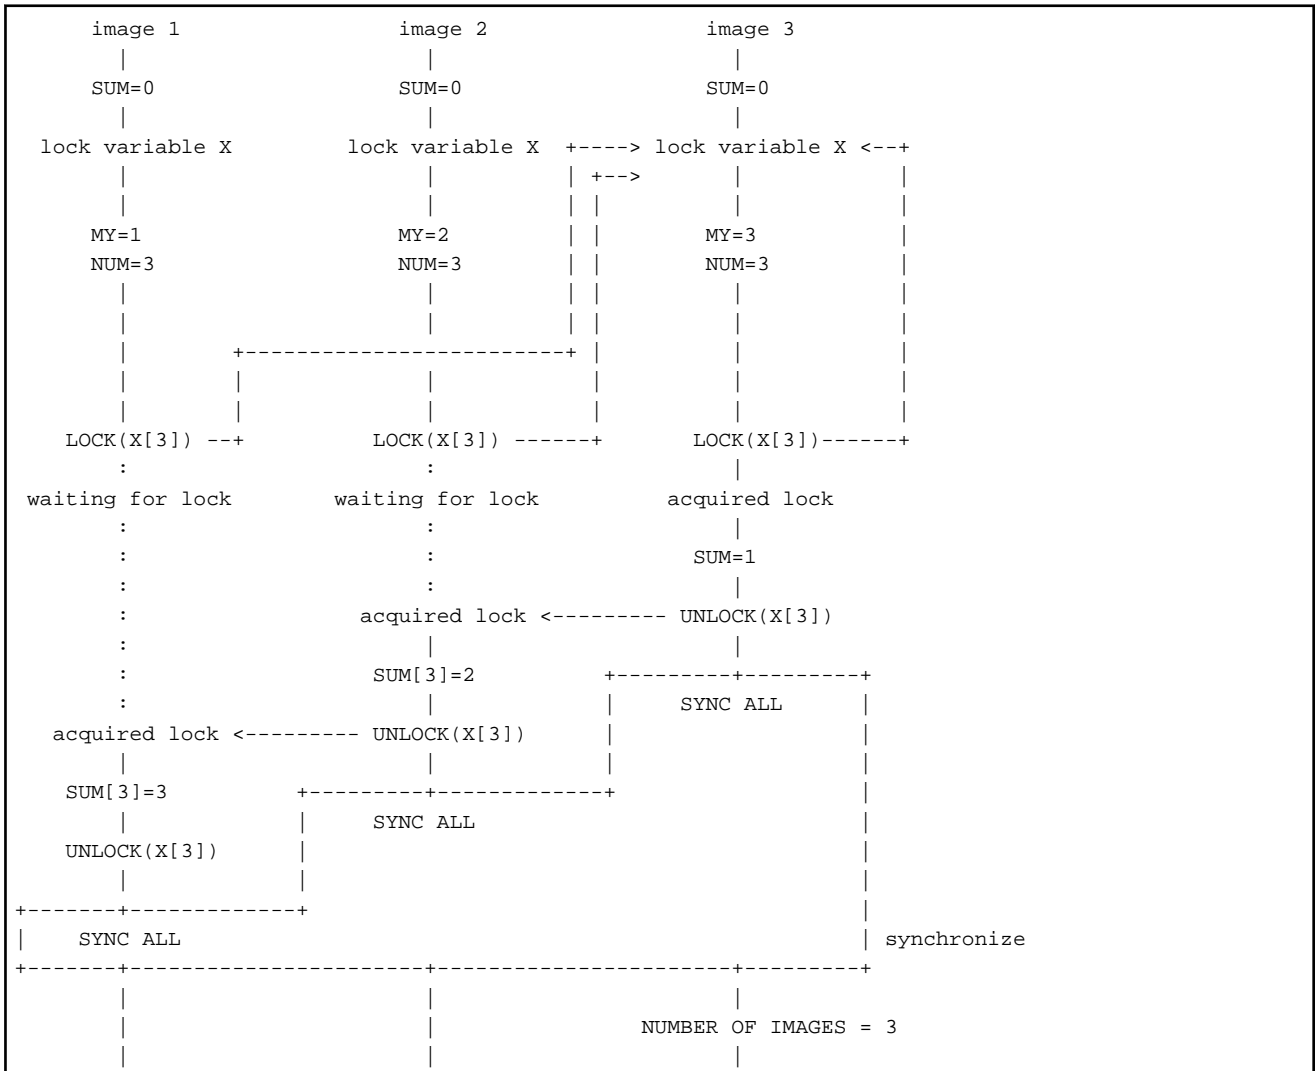 image 1 image 2 image 3
| | |
SUM=0 SUM=0 SUM=0
| | |
lock variable X lock variable X +----> lock variable X <--+
| | | +--> | |
| | | | | |
MY=1 MY=2 | | MY=3 |
NUM=3 NUM=3 | | NUM=3 |
| | | | | |
| | | | | |
| +-------------------------+ | | |
| | | | | |
| | | | | |
LOCK(X[3]) --+ LOCK(X[3]) ------+ LOCK(X[3])------+
: : |
waiting for lock waiting for lock acquired lock
: : |
: : SUM=1
: : |
: acquired lock <--------- UNLOCK(X[3])
: | |
: SUM[3]=2 +---------+---------+
: | | SYNC ALL |
acquired lock <--------- UNLOCK(X[3]) | |
| | | |
SUM[3]=3 +---------+-------------+ |
| | SYNC ALL |
UNLOCK(X[3]) | |
| | |
+-------+-------------+ |
| SYNC ALL | synchronize
+-------+-----------------------+-----------------------+---------+
| | |
| | NUMBER OF IMAGES = 3
| | |